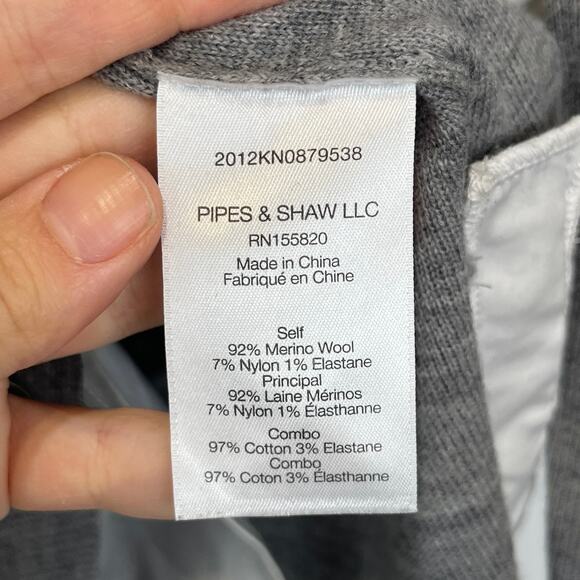 2012KN0879538
PIPES & SHAW LLC
RN155820
Made in China
Fabriqué en Chine
Self
92% Merino Wool
7% Nylon 1% Elastane
Principal
92% Laine Mérinos
7% Nylon 1% Élasthanne
Combo
97% Cotton 3% Elastane
Combo
97% Coton 3% Élasthanne